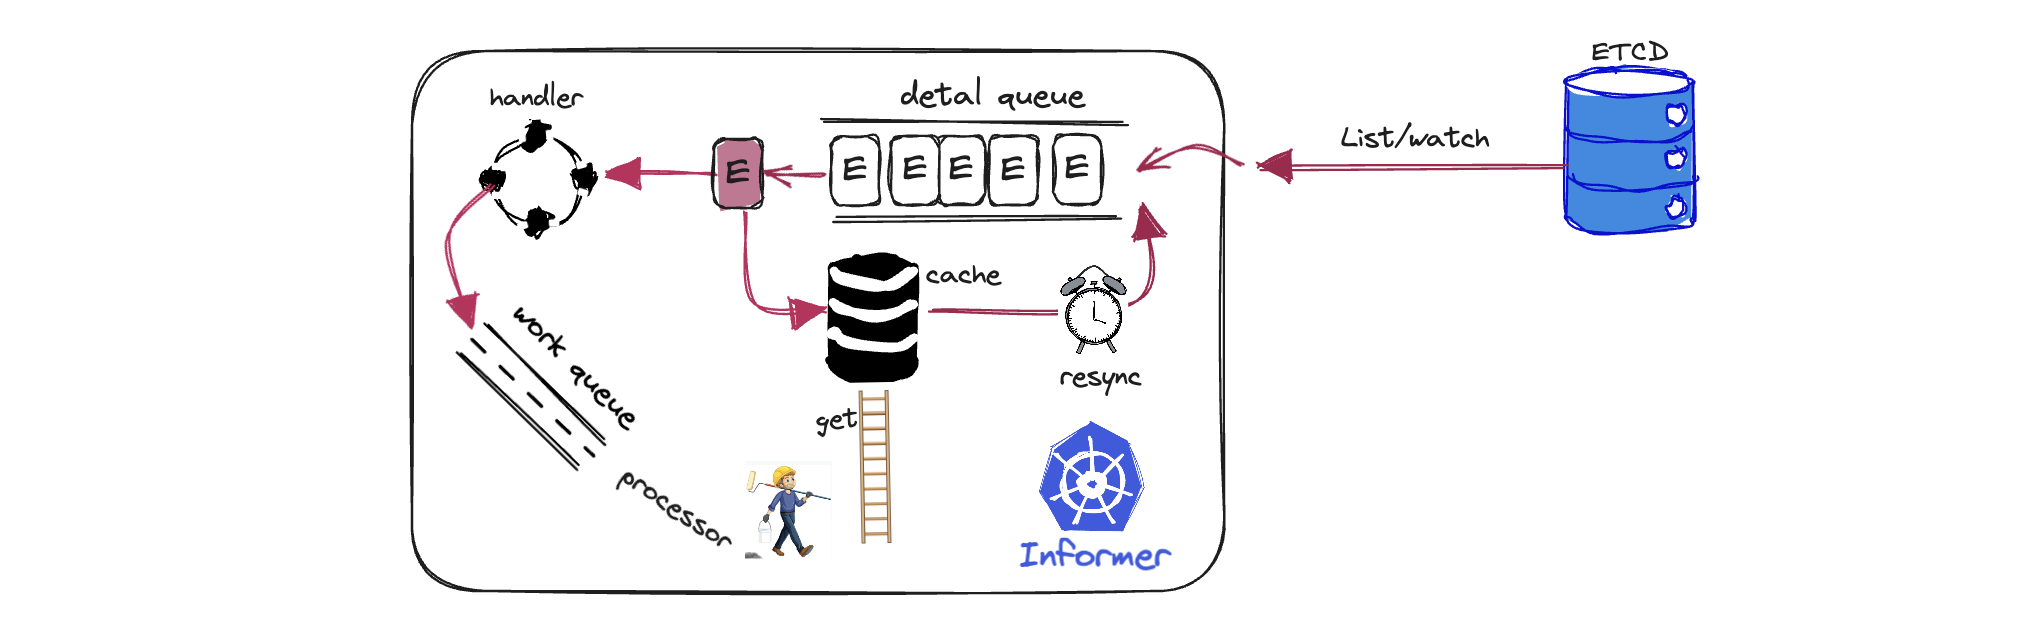 ETCD
handler
detal queue
List/watch
E
E
E
E
E
E
cache
work queue
resync
get
processor
Informer